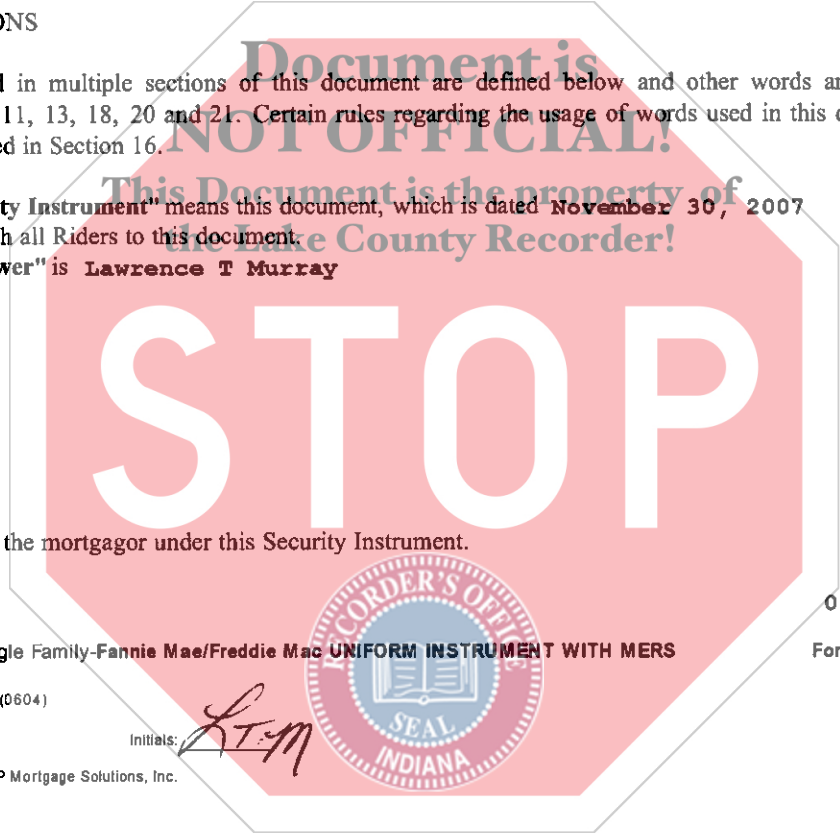 ONS
Document is
d in multiple sections of this document are defined below and other words ar
11, 13, 18, 20 and 21. Certain rules regarding the usage of words used in this d
NOT OFFICIAL!
ed in Section 16.
This Document is the property of
ty Instrument" means this document, which is dated November 30, 2007
h all Riders to this document.
the Lake County Recorder!
wer" is Lawrence T Murray
STOP
the mortgagor under this Security Instrument.
RECORDER'S OFFICE
0
gle Family-Fannie Mae/Freddie Mac UNIFORM INSTRUMENT WITH MERS
For
(0604)
SEAL
Initials: LTM
INDIANA
P Mortgage Solutions, Inc.